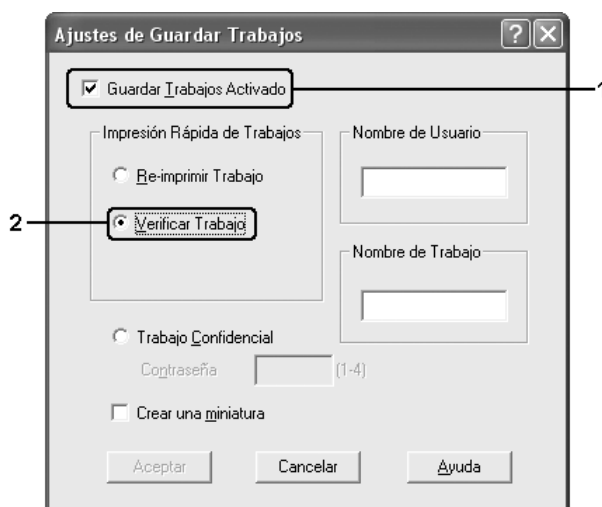 Ajustes de Guardar Trabajos
Guardar Trabajos Activado
1
Impresión Rápida de Trabajos
Re-imprimir Trabajo
2
Verificar Trabajo
Nombre de Usuario
Nombre de Trabajo
Trabajo Confidencial
Contraseña
(1-4)
Crear una miniatura
Aceptar
Cancelar
Ayuda